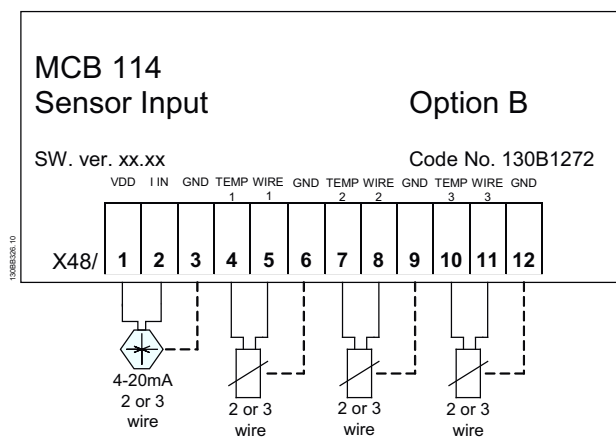 MCB 114
Sensor Input Option B
SW. ver. xx.xx Code No. 130B1272
VDD I IN GND TEMP 1 WIRE 1 GND TEMP 2 WIRE 2 GND TEMP 3 WIRE 3 GND
X48/ 1 2 3 4 5 6 7 8 9 10 11 12
130BB326.10
4-20mA
2 or 3
wire
2 or 3
wire
2 or 3
wire
2 or 3
wire